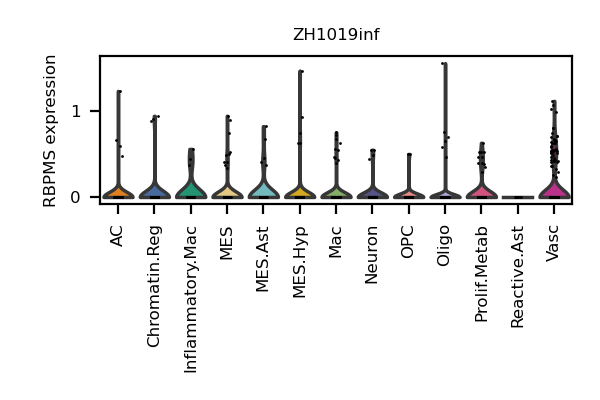 ZH1019inf
RBPMS expression
1
0
AC
Chromatin.Reg
Inflammatory.Mac
MES
MES.Ast
MES.Hyp
Mac
Neuron
OPC
Oligo
Prolif.Metab
Reactive.Ast
Vasc